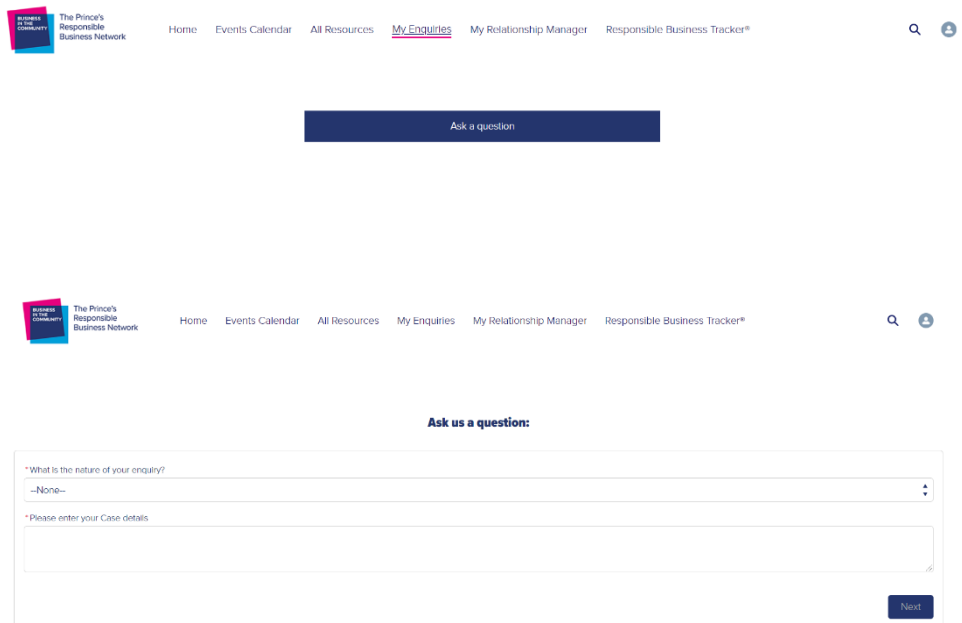 BUSINESS
IN THE
COMMUNITY
The Prince's
Responsible
Business Network
Home Events Calendar All Resources My Enquiries My Relationship Manager Responsible Business Tracker®
Ask a question
BUSINESS
IN THE
COMMUNITY
The Prince's
Responsible
Business Network
Home Events Calendar All Resources My Enquiries My Relationship Manager Responsible Business Tracker®
Ask us a question:
*What is the nature of your enquiry?
--None--
*Please enter your Case details
Next